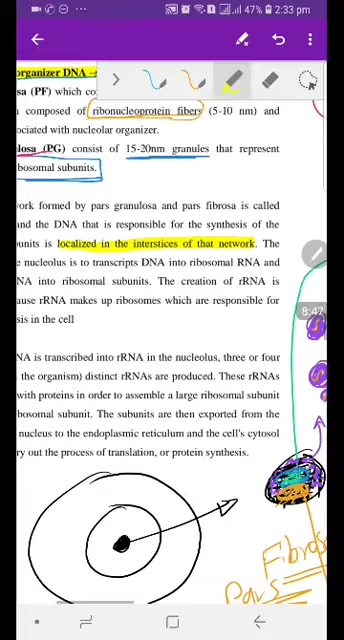 47% 2:33 pm
organizer DNA →
sa (PF) which co
composed of ribonucleoprotein fibers (5-10 nm) and
ociated with nucleolar organizer.
ulosa (PG) consist of 15-20nm granules that represent
ibosomal subunits.
ork formed by pars granulosa and pars fibrosa is called
and the DNA that is responsible for the synthesis of the
units is localized in the interstices of that network. The
e nucleolus is to transcripts DNA into ribosomal RNA and
NA into ribosomal subunits. The creation of rRNA is
ause rRNA makes up ribosomes which are responsible for
sis in the cell
8:47
NA is transcribed into rRNA in the nucleolus, three or four
the organism) distinct rRNAs are produced. These rRNAs
with proteins in order to assemble a large ribosomal subunit
bosomal subunit. The subunits are then exported from the
nucleus to the endoplasmic reticulum and the cell's cytosol
ry out the process of translation, or protein synthesis.
Fibrosa
Pars